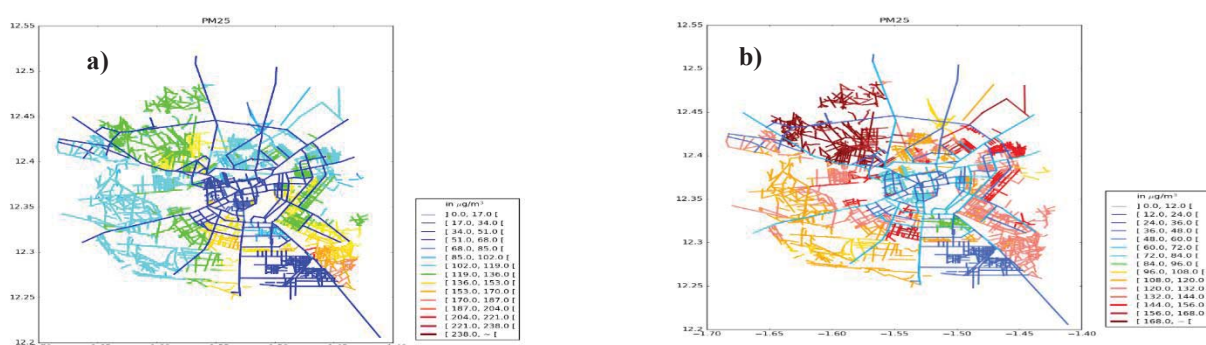 PM25
a)
12.55
12.5
12.45
12.4
12.35
12.3
12.25
12.2
in μg/m³
] 0.0, 17.0 [
[ 17.0, 34.0 [
[ 34.0, 51.0 [
[ 51.0, 68.0 [
[ 68.0, 85.0 [
[ 85.0, 102.0 [
[ 102.0, 119.0 [
[ 119.0, 136.0 [
[ 136.0, 153.0 [
[ 153.0, 170.0 [
[ 170.0, 187.0 [
[ 187.0, 204.0 [
[ 204.0, 221.0 [
[ 221.0, 238.0 [
[ 238.0, ~ [
PM25
b)
12.55
12.5
12.45
12.4
12.35
12.3
12.25
12.2
−1.70 −1.65 −1.60 −1.55 −1.50 −1.45 −1.40
in μg/m³
] 0.0, 12.0 [
[ 12.0, 24.0 [
[ 24.0, 36.0 [
[ 36.0, 48.0 [
[ 48.0, 60.0 [
[ 60.0, 72.0 [
[ 72.0, 84.0 [
[ 84.0, 96.0 [
[ 96.0, 108.0 [
[ 108.0, 120.0 [
[ 120.0, 132.0 [
[ 132.0, 144.0 [
[ 144.0, 156.0 [
[ 156.0, 168.0 [
[ 168.0, ~ [